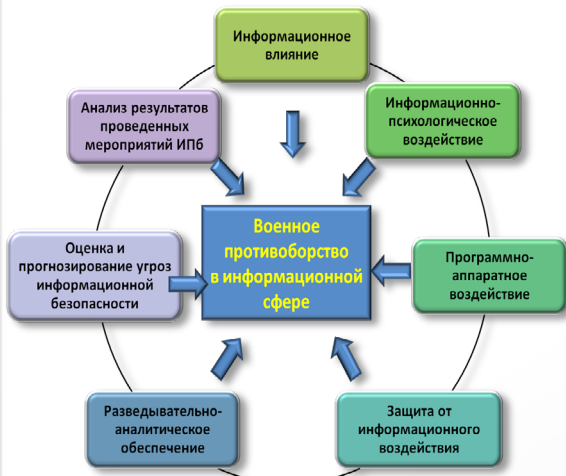 Информационное
влияние
Анализ результатов
проведенных
мероприятий ИПб
Информационно-
психологическое
воздействие
Военное
противоборство
в информационной
сфере
Оценка и
прогнозирование угроз
информационной
безопасности
Программно-
аппаратное
воздействие
Разведывательно-
аналитическое
обеспечение
Защита от
информационного
воздействия